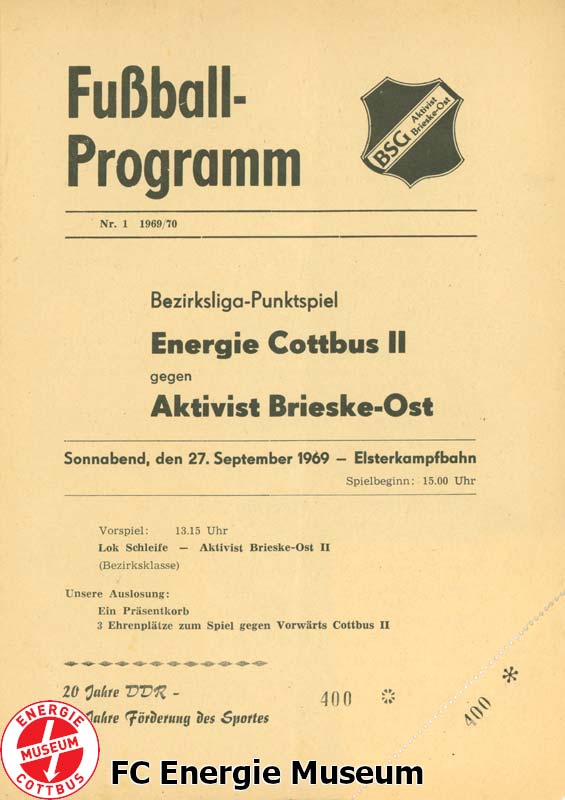 Fußball-
Programm
BSG Aktivist
Brieske-Ost
Nr. 1 1969/70
Bezirksliga-Punktspiel
Energie Cottbus II
gegen
Aktivist Brieske-Ost
Sonnabend, den 27. September 1969 — Elsterkampfbahn
Spielbeginn: 15.00 Uhr
Vorspiel: 13.15 Uhr
Lok Schleife — Aktivist Brieske-Ost II
(Bezirksklasse)
Unsere Auslosung:
Ein Präsentkorb
3 Ehrenplätze zum Spiel gegen Vorwärts Cottbus II
20 Jahre DDR -
Jahre Förderung des Sportes
400 *
400 *
ENERGIE
MUSEUM
COTTBUS
FC Energie Museum